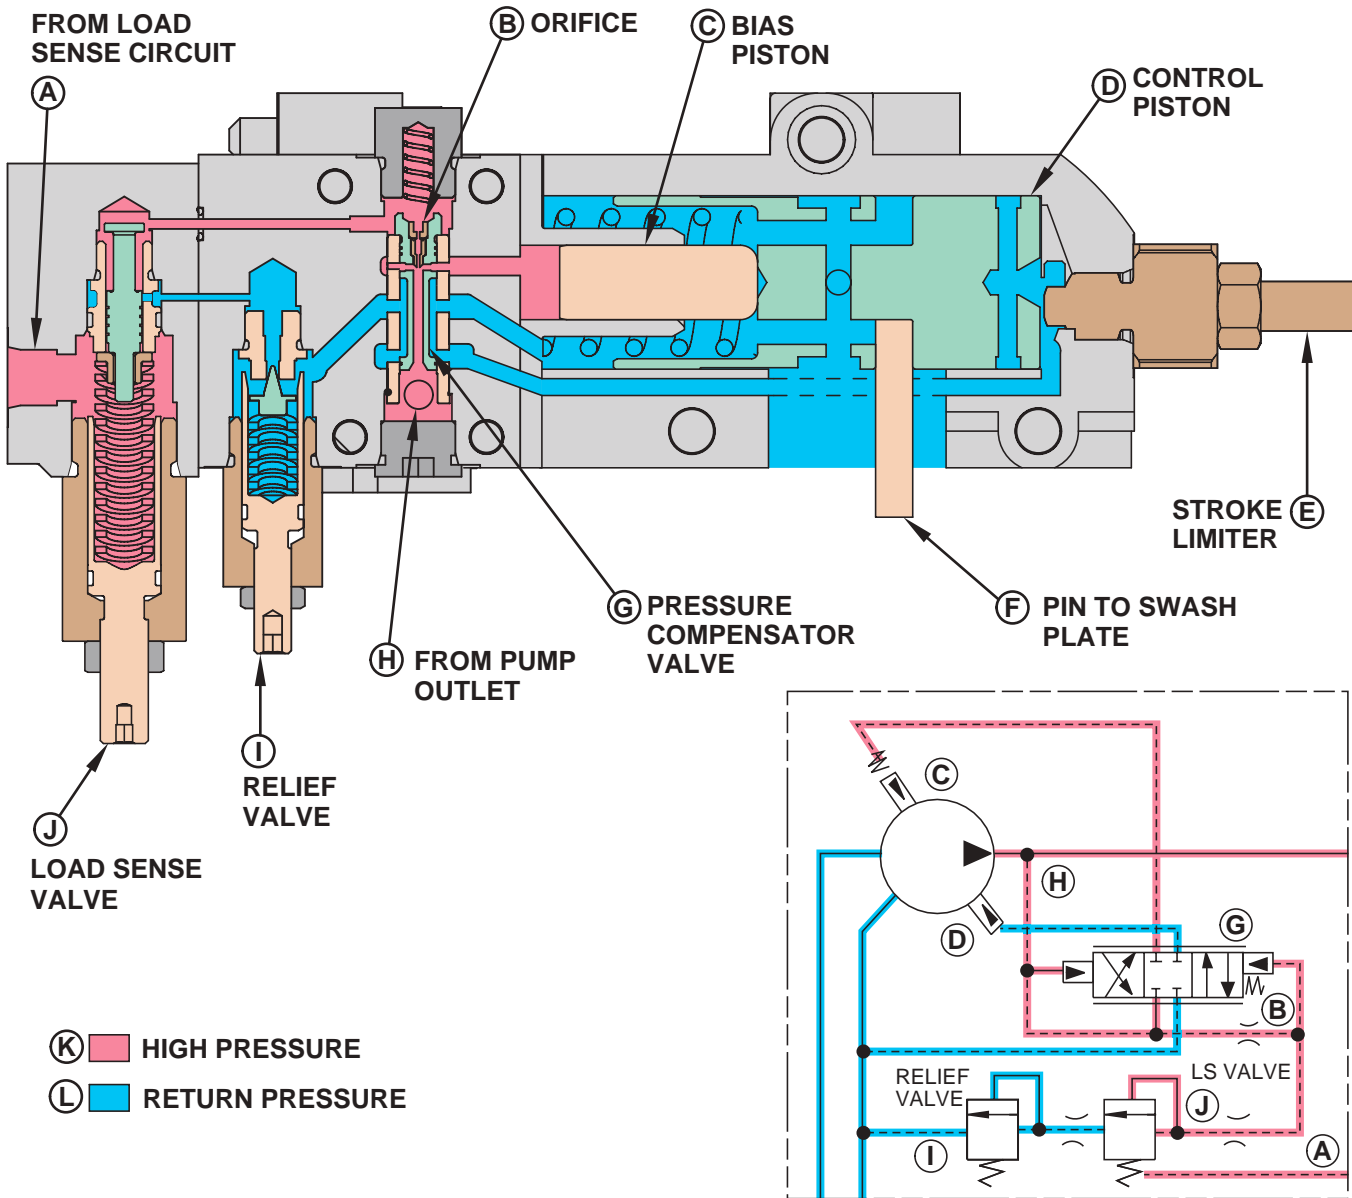 FROM LOAD
SENSE CIRCUIT
A
B ORIFICE
C BIAS
PISTON
D CONTROL
PISTON
STROKE E
LIMITER
F PIN TO SWASH
PLATE
G PRESSURE
COMPENSATOR
VALVE
H FROM PUMP
OUTLET
I
RELIEF
VALVE
J
LOAD SENSE
VALVE
K HIGH PRESSURE
L RETURN PRESSURE
C
H
D
G
B
RELIEF
VALVE
LS VALVE
J
I
A